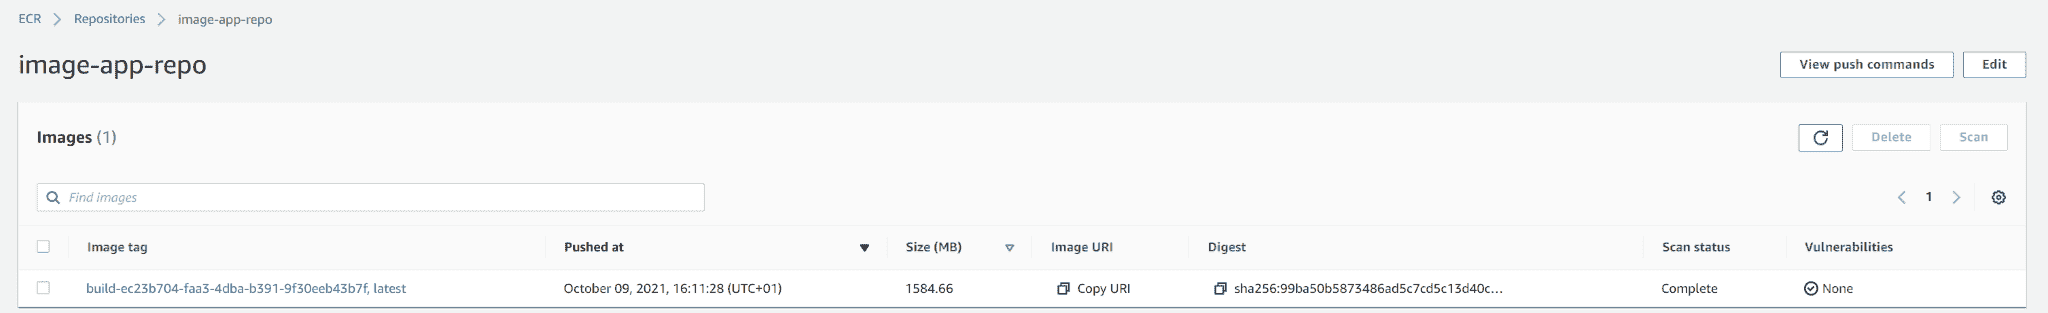 ECR > Repositories > image-app-repo
image-app-repo
View push commands
Edit
Images (1)
Delete
Scan
Find images
1
Image tag Pushed at Size (MB) Image URI Digest Scan status Vulnerabilities
build-ec23b704-faa3-4dba-b391-9f30eeb43b7f, latest October 09, 2021, 16:11:28 (UTC+01) 1584.66 Copy URI sha256:99ba50b5873486ad5c7cd5c13d40c... Complete None